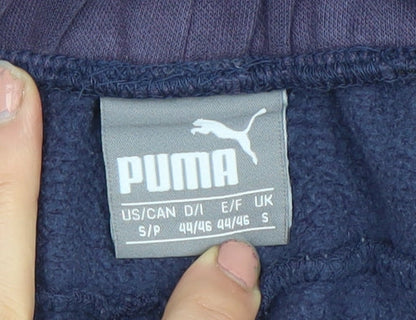 PUMA
US/CAN D/I E/F UK
S/P 44/46 44/46 S